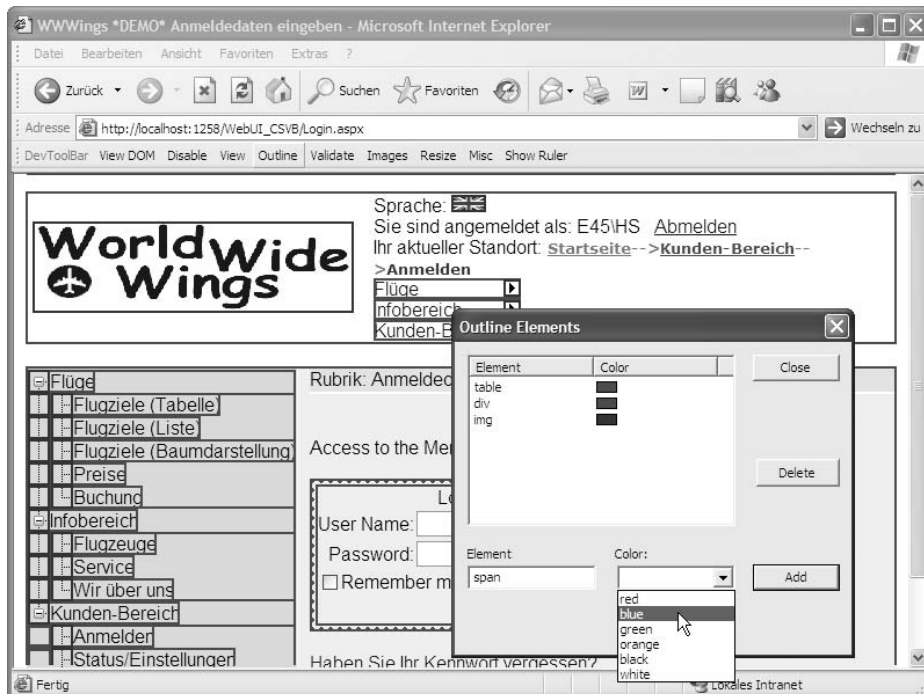 WWWings *DEMO* Anmeldedaten eingeben - Microsoft Internet Explorer
Datei Bearbeiten Ansicht Favoriten Extras ?
Zurück Suchen Favoriten
Adresse http://localhost:1258/WebUI_CSVB/Login.aspx Wechseln zu
DevToolBar View DOM Disable View Outline Validate Images Resize Misc Show Ruler
World Wide Wings
Sprache:
Sie sind angemeldet als: E45\HS Abmelden
Ihr aktueller Standort: Startseite-->Kunden-Bereich--
>Anmelden
Flüge
Infobereich
Kunden-B
Flüge
Flugziele (Tabelle)
Flugziele (Liste)
Flugziele (Baumdarstellung)
Preise
Buchung
Infobereich
Flugzeuge
Service
Wir über uns
Kunden-Bereich
Anmelden
Status/Einstellungen
Rubrik: Anmeldec
Access to the Mer
Lo
User Name:
Password:
Remember m
Haben Sie Ihr Kennwort vergessen?
Outline Elements
Element Color
table
div
img
Close
Delete
Element Color:
span
Add
red
blue
green
orange
black
white
Fertig Lokales Intranet